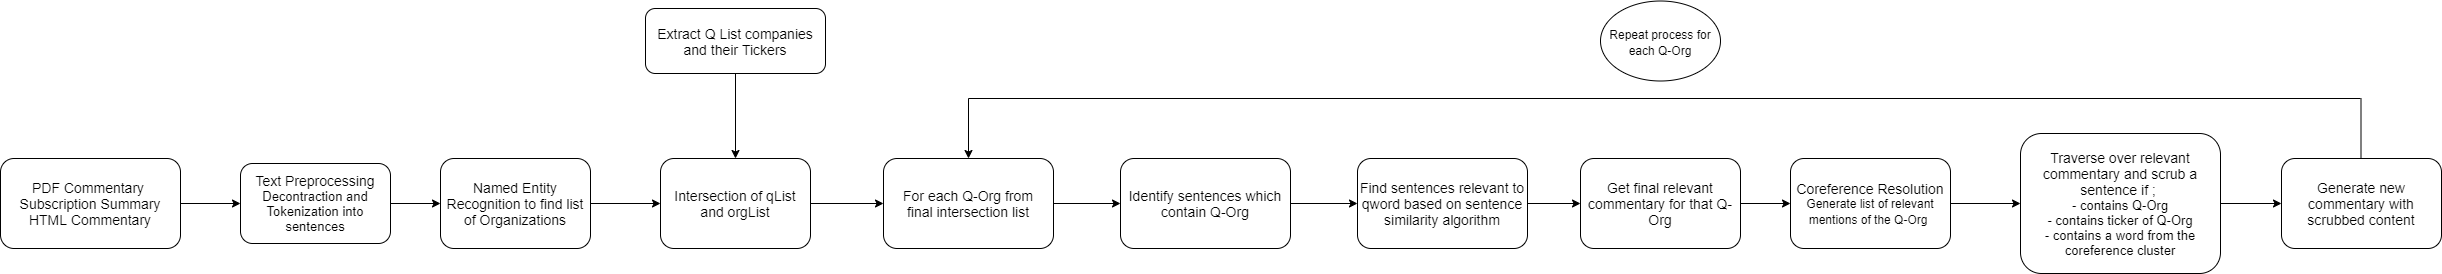 Extract Q List companies
and their Tickers
Repeat process for
each Q-Org
PDF Commentary
Subscription Summary
HTML Commentary
Text Preprocessing
Decontraction and
Tokenization into
sentences
Named Entity
Recognition to find list
of Organizations
Intersection of qList
and orgList
For each Q-Org from
final intersection list
Identify sentences which
contain Q-Org
Find sentences relevant to
qword based on sentence
similarity algorithm
Get final relevant
commentary for that Q-
Org
Coreference Resolution
Generate list of relevant
mentions of the Q-Org
Traverse over relevant
commentary and scrub a
sentence if ;
- contains Q-Org
- contains ticker of Q-Org
- contains a word from the
coreference cluster
Generate new
commentary with
scrubbed content